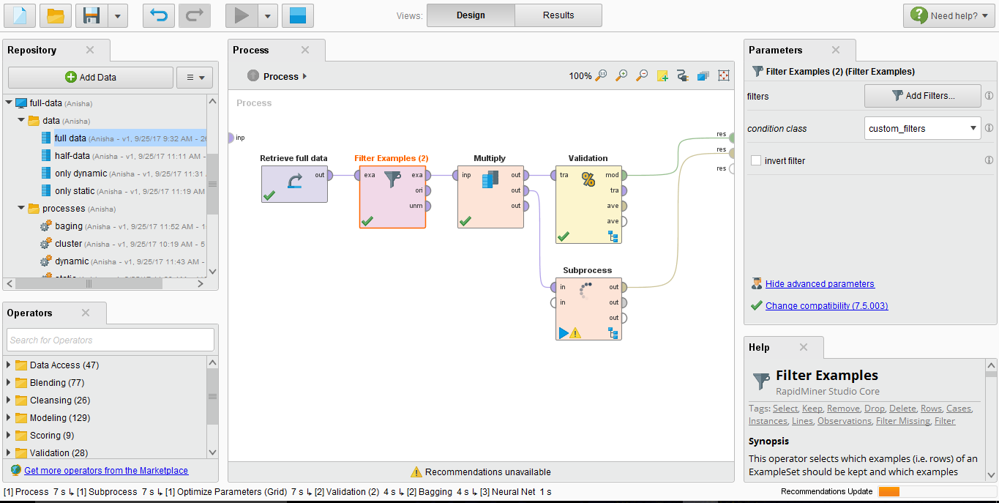 Views:
Design
Results
Need help?
Repository
Add Data
full-data (Anisha)
data (Anisha)
full data (Anisha - v1, 9/25/17 9:32 AM - 20
half-data (Anisha - v1, 9/25/17 11:11 AM -
only dynamic (Anisha - v1, 9/25/17 11:31
only static (Anisha - v1, 9/25/17 11:19 AM
processes (Anisha)
baging (Anisha - v1, 9/25/17 11:52 AM - 1
cluster (Anisha - v1, 9/25/17 10:19 AM - 5
dynamic (Anisha - v1, 9/25/17 11:43 AM -
Operators
Search for Operators
Data Access (47)
Blending (77)
Cleansing (26)
Modeling (129)
Scoring (9)
Validation (28)
Get more operators from the Marketplace
Process
Process
100%
Process
inp
res
res
res
Retrieve full data
out
Filter Examples (2)
exa exa
ori
unm
Multiply
inp out
out
out
Validation
tra mod
tra
ave
ave
Subprocess
in out
in out
out
Recommendations unavailable
Parameters
Filter Examples (2) (Filter Examples)
filters
Add Filters...
condition class
custom_filters
invert filter
Hide advanced parameters
Change compatibility (7.5.003)
Help
Filter Examples
RapidMiner Studio Core
Tags: Select, Keep, Remove, Drop, Delete, Rows, Cases,
Instances, Lines, Observations, Filter Missing, Filter
Synopsis
This operator selects which examples (i.e. rows) of an
ExampleSet should be kept and which examples
[1] Process 7 s ↳ [1] Subprocess 7 s ↳ [1] Optimize Parameters (Grid) 7 s ↳ [2] Validation (2) 4 s ↳ [2] Bagging 4 s ↳ [3] Neural Net 1 s
Recommendations Update